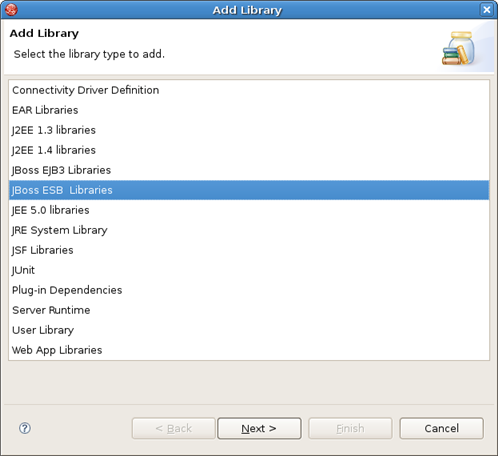 Add Library
Add Library
Select the library type to add.
Connectivity Driver Definition
EAR Libraries
J2EE 1.3 libraries
J2EE 1.4 libraries
JBoss EJB3 Libraries
JBoss ESB  Libraries
JEE 5.0 libraries
JRE System Library
JSF Libraries
JUnit
Plug-in Dependencies
Server Runtime
User Library
Web App Libraries
? < Back Next > Finish Cancel